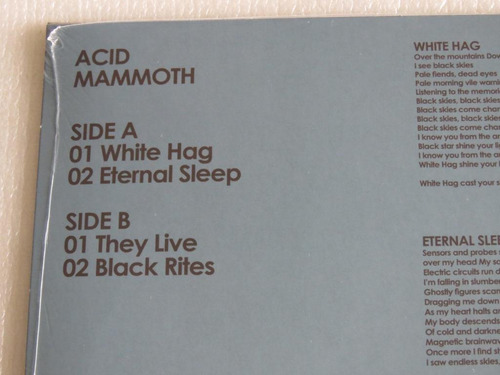 ACID
MAMMOTH
SIDE A
01 White Hag
02 Eternal Sleep
SIDE B
01 They Live
02 Black Rites
WHITE HAG
Over the mountains
I see black skies
Pale fiends, dead eyes
Pale morning vile
Listening to the
Black skies, black
Black skies come
Black skies, black
Black skies come
I know you from the
Black star shine your
I know you from the
White Hag shine your
White Hag cast your
ETERNAL
Sensors and probes
over my head My
Electric circuits run
I'm falling in
Ghostly figures
Dragging me down
As my heart halts
My body descends
Of cold and
Magnetic
Once more I find
I saw endless skies.